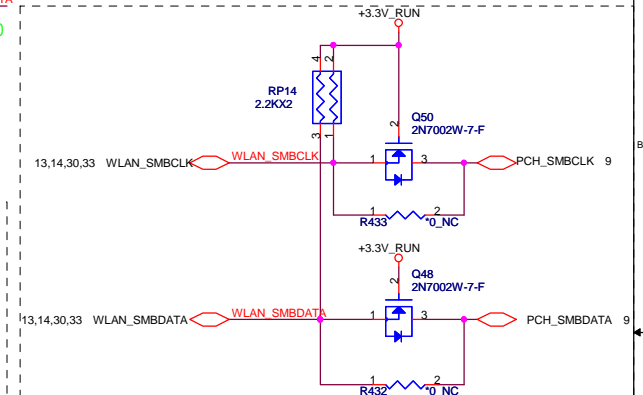 +3.3V_RUN
4 2
RP14
2.2KX2
3 1
Q50
2N7002W-7-F
2
13,14,30,33 WLAN_SMBCLK WLAN_SMBCLK 1 3 PCH_SMBCLK 9
B
1 2
R433 *0_NC
+3.3V_RUN
Q48
2N7002W-7-F
2
13,14,30,33 WLAN_SMBDATA WLAN_SMBDATA 1 3 PCH_SMBDATA 9
1 2
R432 *0_NC